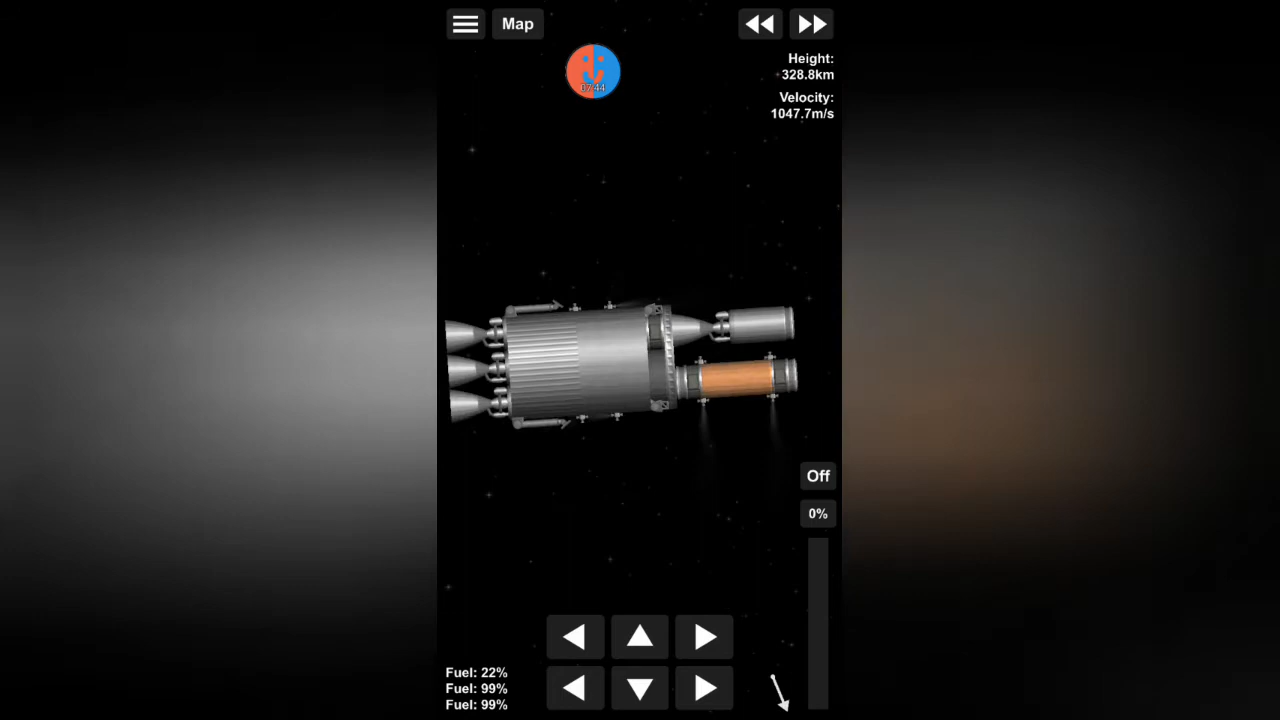 Map
Height:
328.8km
Velocity:
1047.7m/s
Off
0%
Fuel: 22%
Fuel: 99%
Fuel: 99%